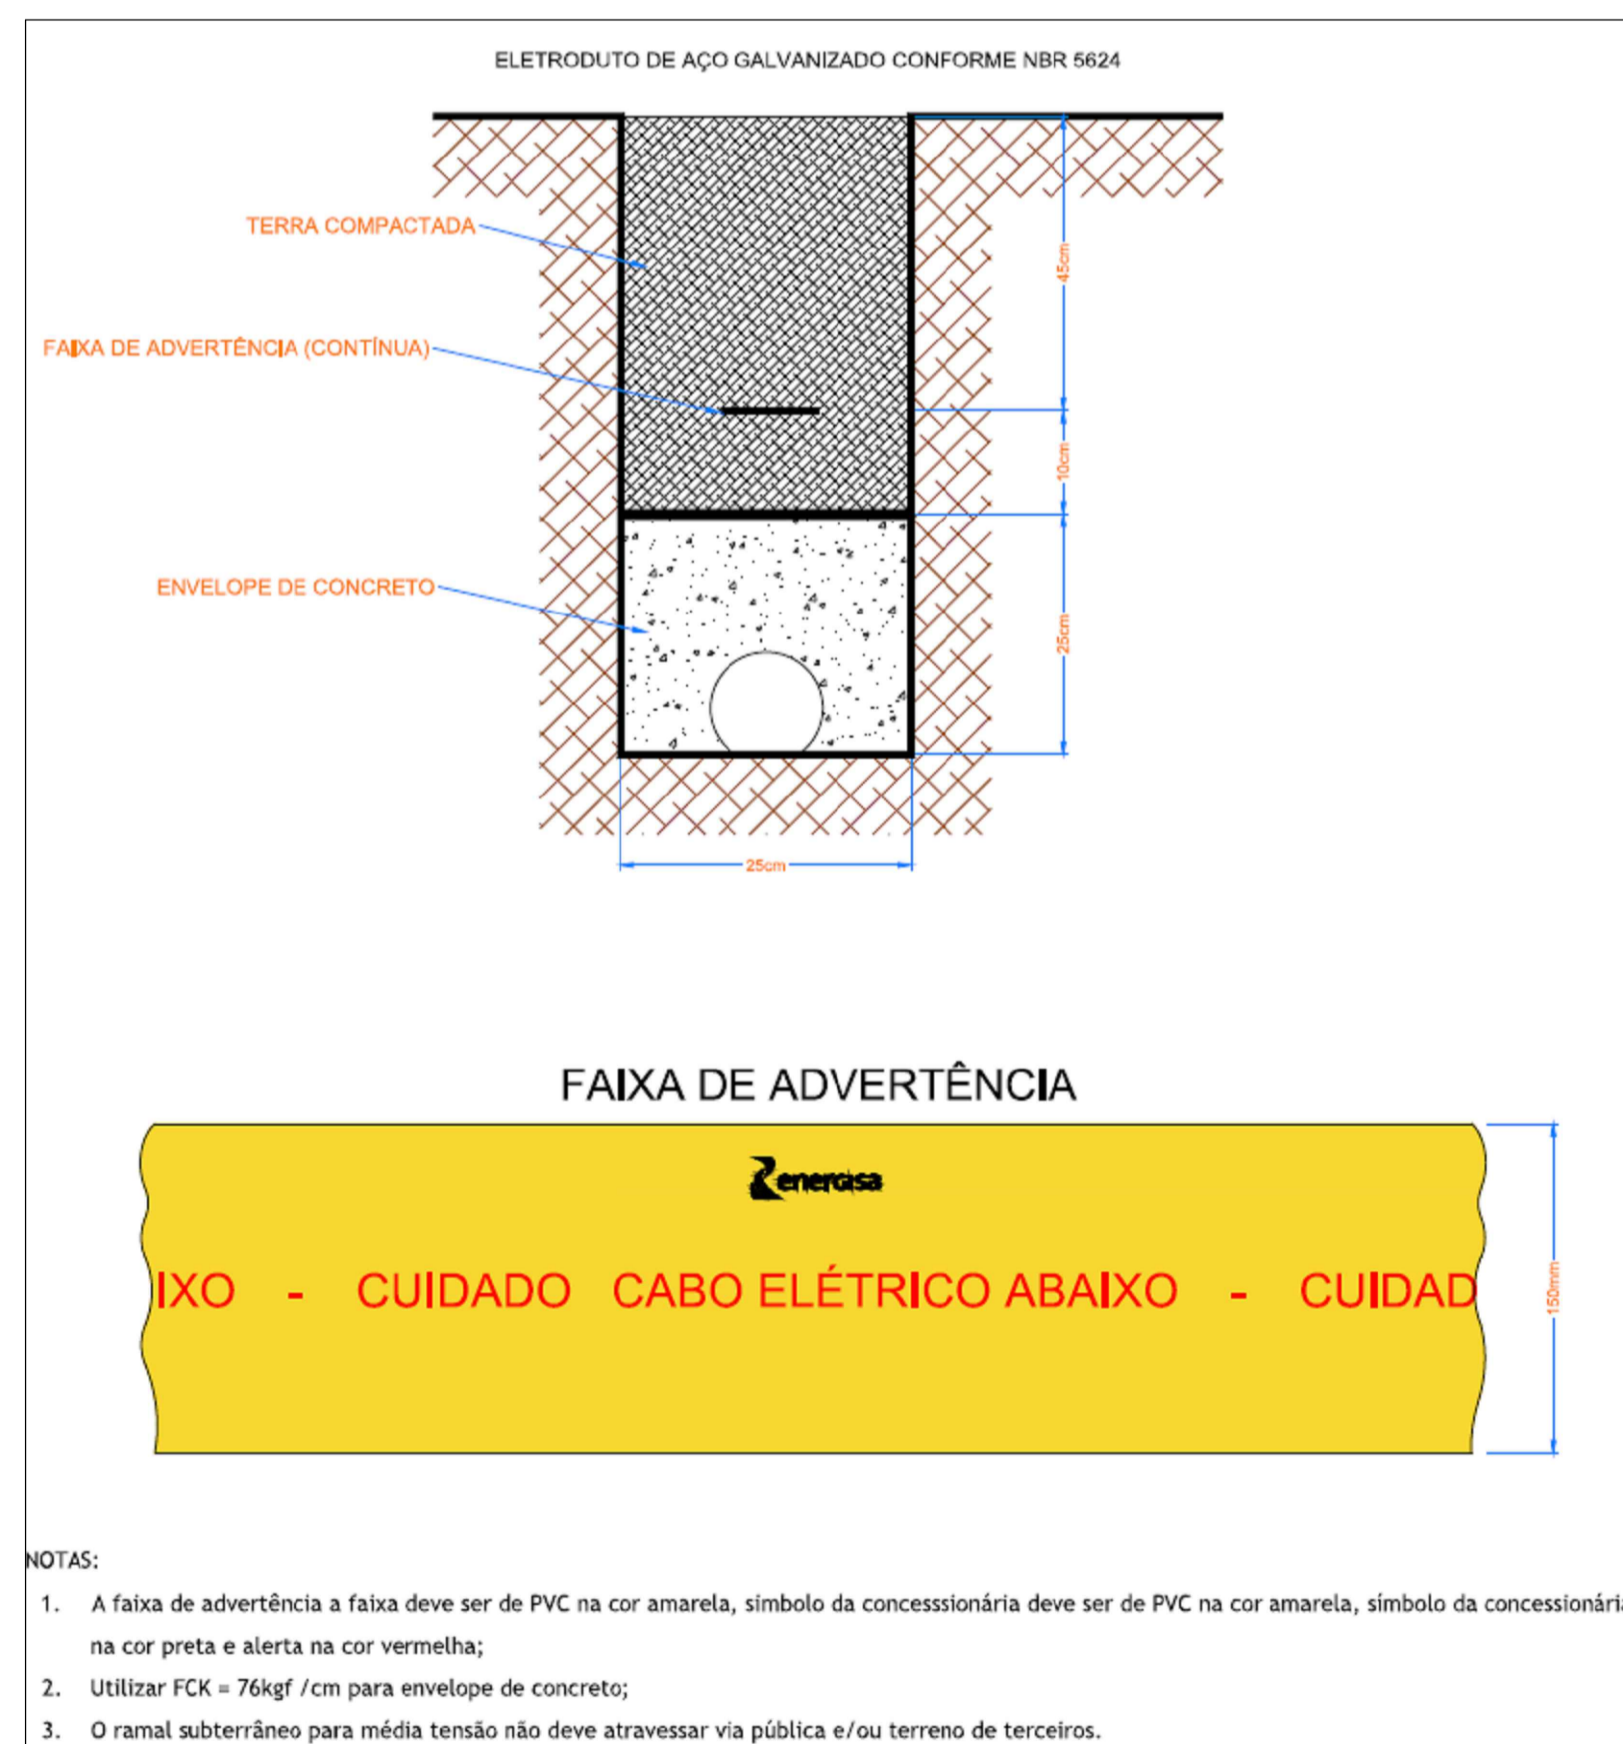 ELETRODUTO DE AÇO GALVANIZADO CONFORME NBR 5624
TERRA COMPACTADA
45cm
FAIXA DE ADVERTÊNCIA (CONTÍNUA)
10cm
ENVELOPE DE CONCRETO
25cm
25cm
FAIXA DE ADVERTÊNCIA
energisa
IXO - CUIDADO CABO ELÉTRICO ABAIXO - CUIDAD
150mm
NOTAS:
1. A faixa de advertência a faixa deve ser de PVC na cor amarela, símbolo da concesssionária deve ser de PVC na cor amarela, símbolo da concessionária
na cor preta e alerta na cor vermelha;
2. Utilizar FCK = 76kgf /cm para envelope de concreto;
3. O ramal subterrâneo para média tensão não deve atravessar via pública e/ou terreno de terceiros.